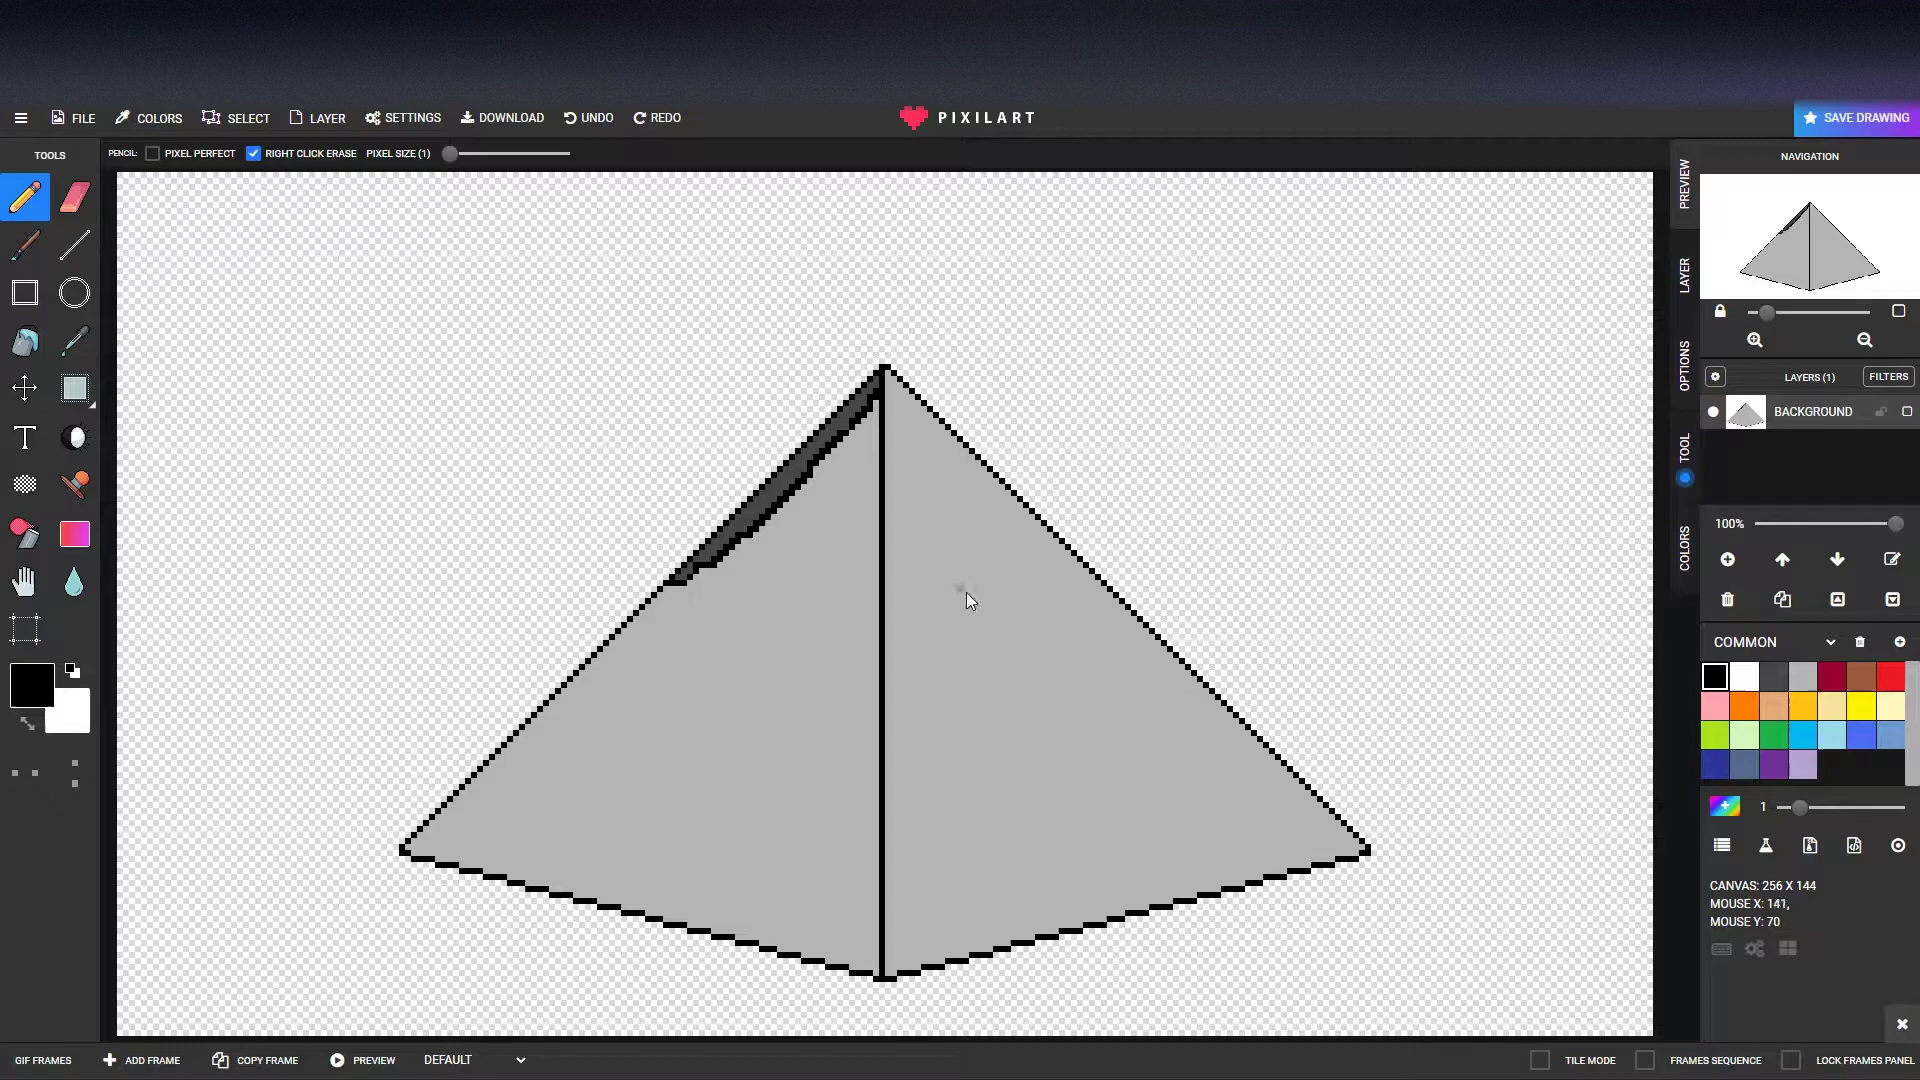 FILE COLORS SELECT LAYER SETTINGS DOWNLOAD UNDO REDO PIXILART SAVE DRAWING
TOOLS
PENCIL: PIXEL PERFECT RIGHT CLICK ERASE PIXEL SIZE (1)
NAVIGATION
PREVIEW
LAYER
OPTIONS
TOOL
COLORS
LAYERS (1) FILTERS
BACKGROUND
100%
COMMON
1
CANVAS: 256 X 144
MOUSE X: 141,
MOUSE Y: 70
T
GIF FRAMES ADD FRAME COPY FRAME PREVIEW DEFAULT TILE MODE FRAMES SEQUENCE LOCK FRAMES PANEL